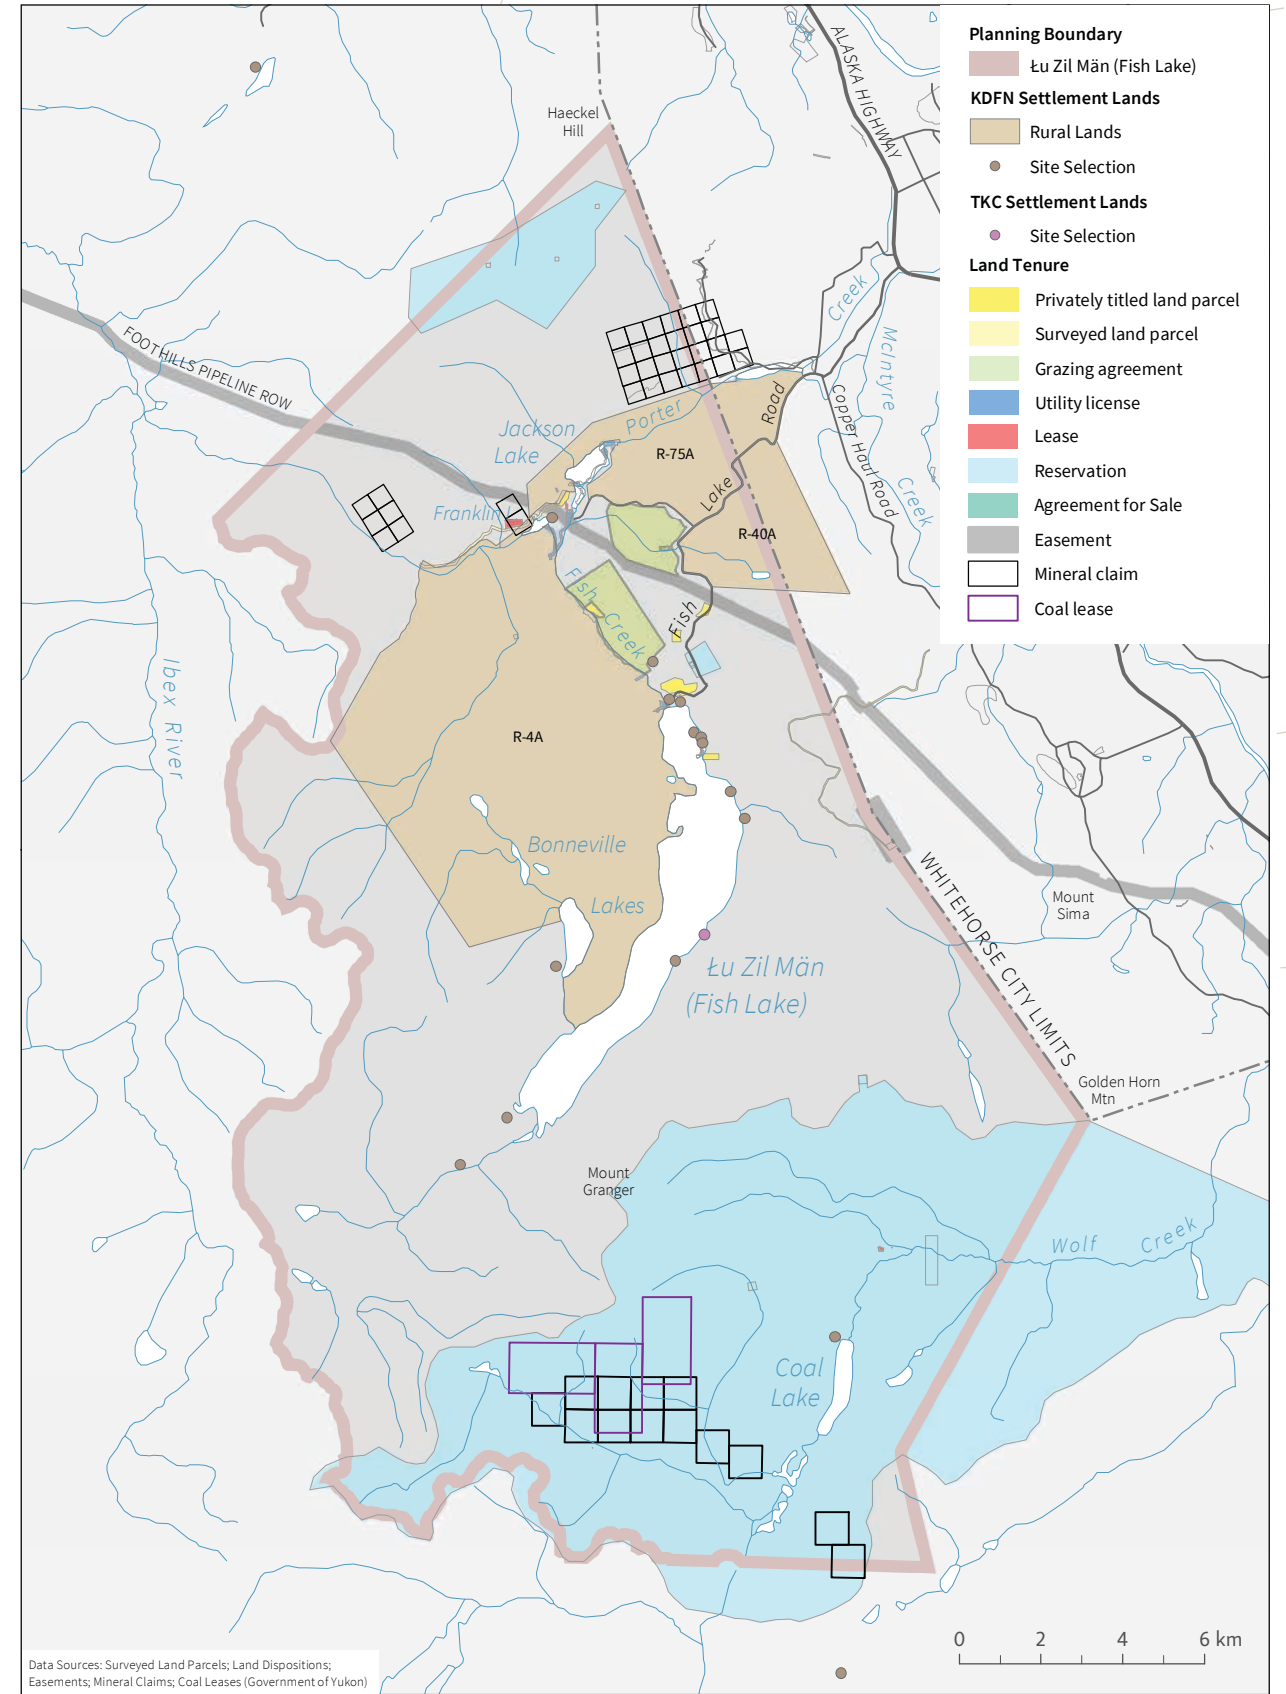 Planning Boundary
Łu Zil Män (Fish Lake)
KDFN Settlement Lands
Rural Lands
Site Selection
TKC Settlement Lands
Site Selection
Land Tenure
Privately titled land parcel
Surveyed land parcel
Grazing agreement
Utility license
Lease
Reservation
Agreement for Sale
Easement
Mineral claim
Coal lease
ALASKA HIGHWAY
Haeckel
Hill
FOOTHILLS PIPELINE ROW
Creek
McIntyre
Creek
Copper Haul Road
Porter
Road
Lake
Fish
Jackson
Lake
R-75A
Franklin L
R-40A
Fish Creek
Ibex River
R-4A
Bonneville
Lakes
WHITEHORSE CITY LIMITS
Mount
Sima
Łu Zil Män
(Fish Lake)
Golden Horn
Mtn
Mount
Granger
Wolf Creek
Coal
Lake
0 2 4 6 km
Data Sources: Surveyed Land Parcels; Land Dispositions;
Easements; Mineral Claims; Coal Leases (Government of Yukon)